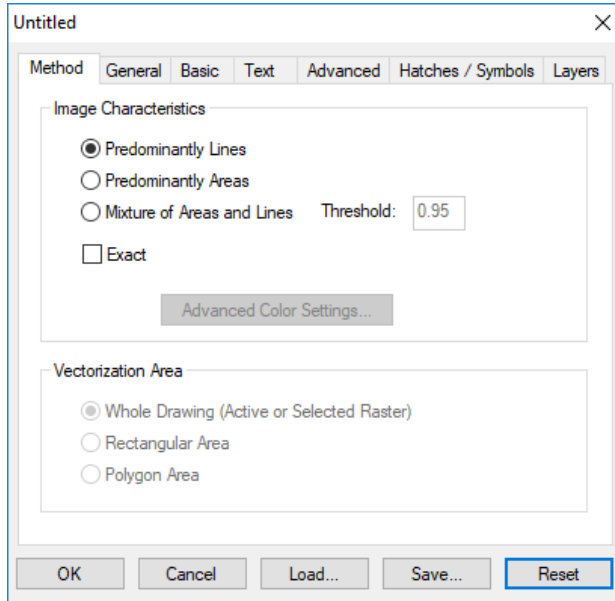 Untitled
Method General Basic Text Advanced Hatches / Symbols Layers
Image Characteristics
Predominantly Lines
Predominantly Areas
Mixture of Areas and Lines Threshold: 0.95
Exact
Advanced Color Settings...
Vectorization Area
Whole Drawing (Active or Selected Raster)
Rectangular Area
Polygon Area
OK Cancel Load... Save... Reset